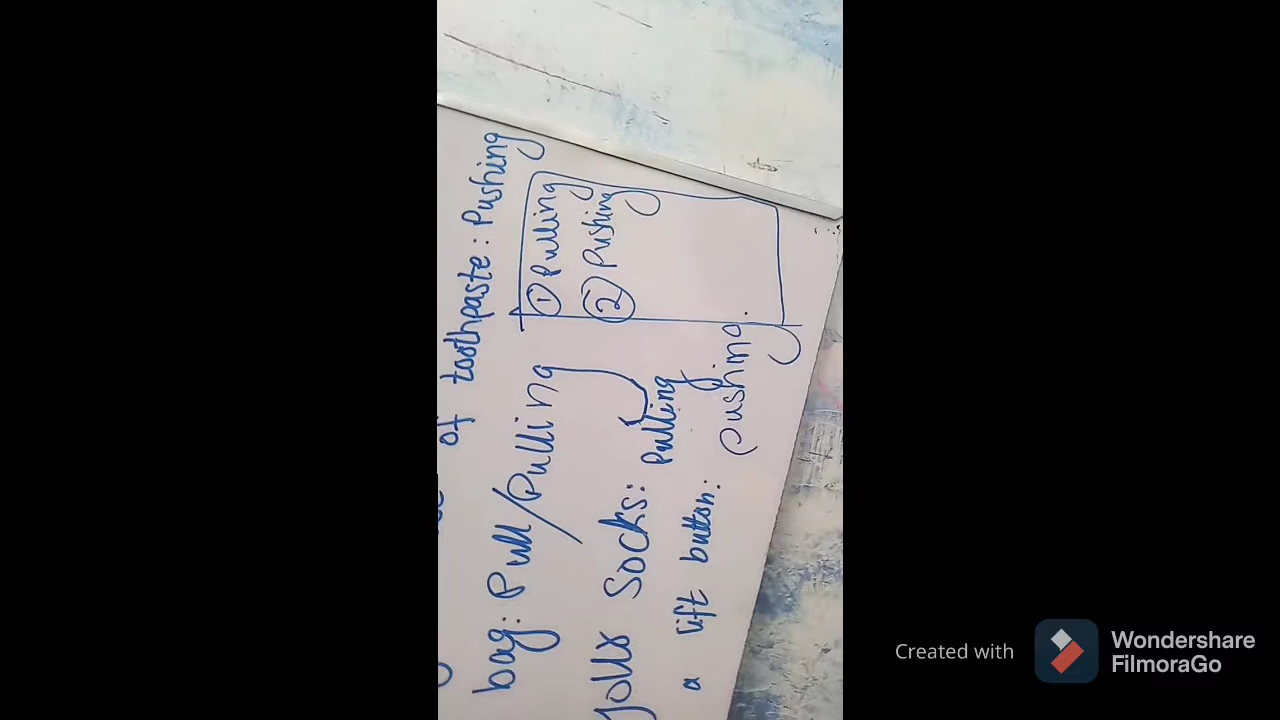 of toothpaste: Pushing
bag: Pull/Pulling
your Socks: Pulling
a lift button: pushing.
① Pulling
② Pushing
Created with
Wondershare
FilmoraGo